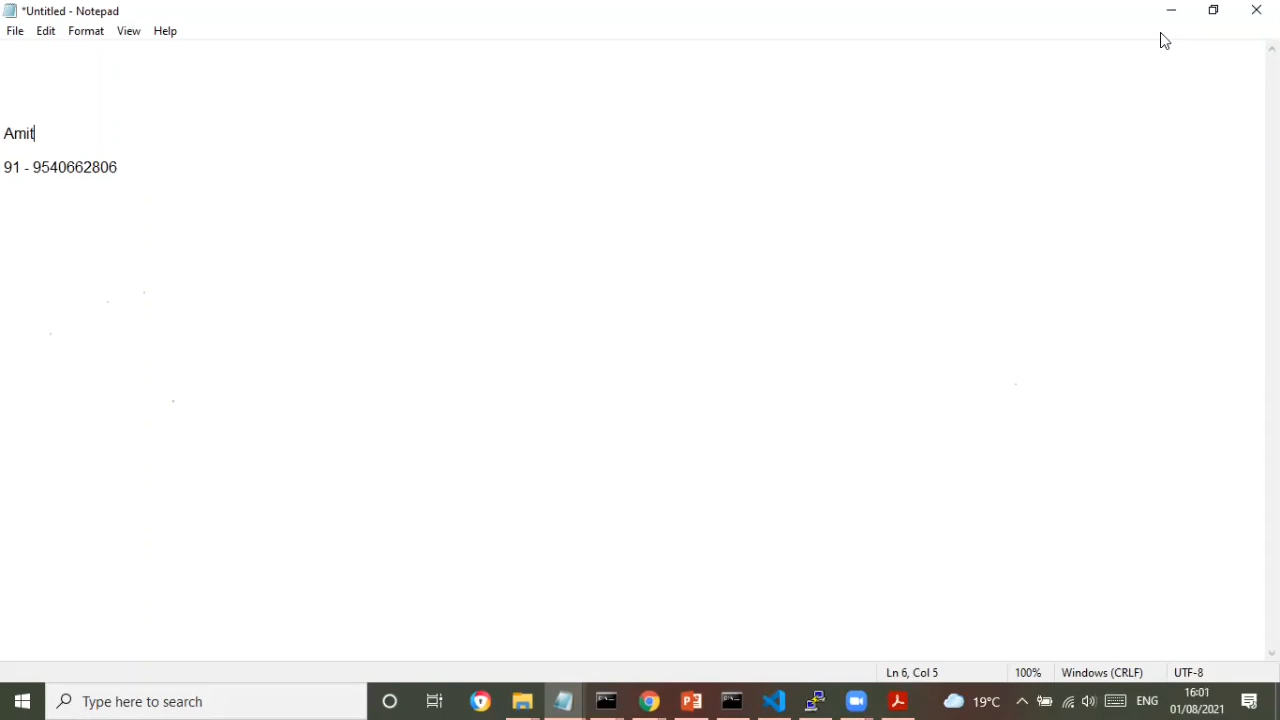 *Untitled - Notepad
File Edit Format View Help
Amit
91 - 9540662806
Ln 6, Col 5 100% Windows (CRLF) UTF-8
Type here to search
19°C ENG
16:01
01/08/2021